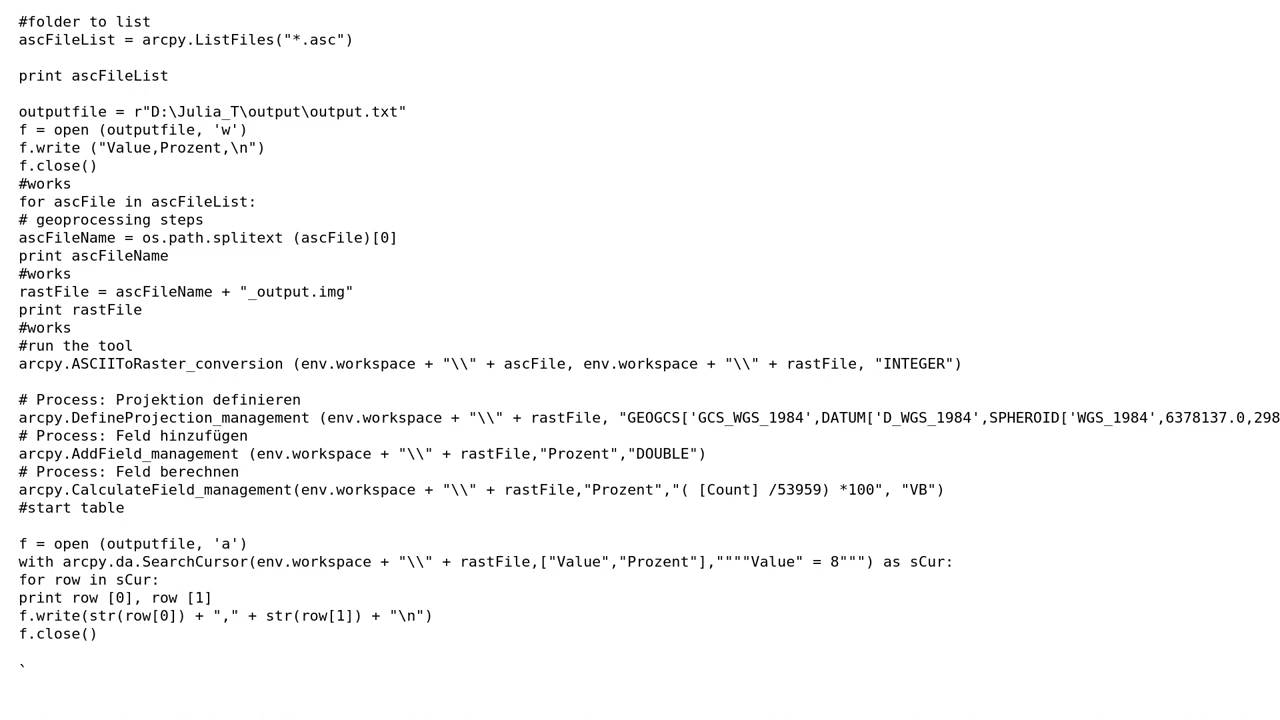 #folder to list
ascFileList = arcpy.ListFiles("*.asc")
print ascFileList
outputfile = r"D:\Julia_T\output\output.txt"
f = open (outputfile, 'w')
f.write ("Value,Prozent,\n")
f.close()
#works
for ascFile in ascFileList:
# geoprocessing steps
ascFileName = os.path.splitext (ascFile)[0]
print ascFileName
#works
rastFile = ascFileName + "_output.img"
print rastFile
#works
#run the tool
arcpy.ASCIIToRaster_conversion (env.workspace + "\\" + ascFile, env.workspace + "\\" + rastFile, "INTEGER")
# Process: Projektion definieren
arcpy.DefineProjection_management (env.workspace + "\\" + rastFile, "GEOGCS['GCS_WGS_1984',DATUM['D_WGS_1984',SPHEROID['WGS_1984',6378137.0,298
# Process: Feld hinzufügen
arcpy.AddField_management (env.workspace + "\\" + rastFile,"Prozent","DOUBLE")
# Process: Feld berechnen
arcpy.CalculateField_management(env.workspace + "\\" + rastFile,"Prozent","( [Count] /53959) *100", "VB")
#start table
f = open (outputfile, 'a')
with arcpy.da.SearchCursor(env.workspace + "\\" + rastFile,["Value","Prozent"],""""Value" = 8""") as sCur:
for row in sCur:
print row [0], row [1]
f.write(str(row[0]) + "," + str(row[1]) + "\n")
f.close()
`